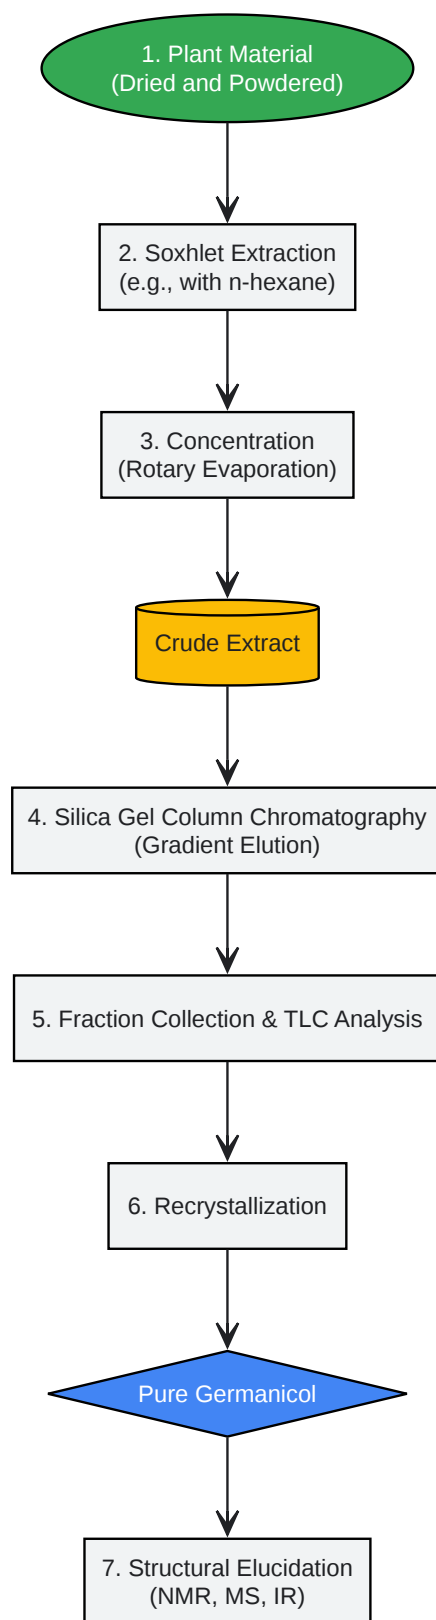 1. Plant Material
(Dried and Powdered)
2. Soxhlet Extraction
(e.g., with n-hexane)
3. Concentration
(Rotary Evaporation)
Crude Extract
4. Silica Gel Column Chromatography
(Gradient Elution)
5. Fraction Collection & TLC Analysis
6. Recrystallization
Pure Germanicol
7. Structural Elucidation
(NMR, MS, IR)